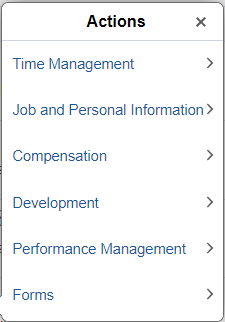 Actions
Time Management
Job and Personal Information
Compensation
Development
Performance Management
Forms